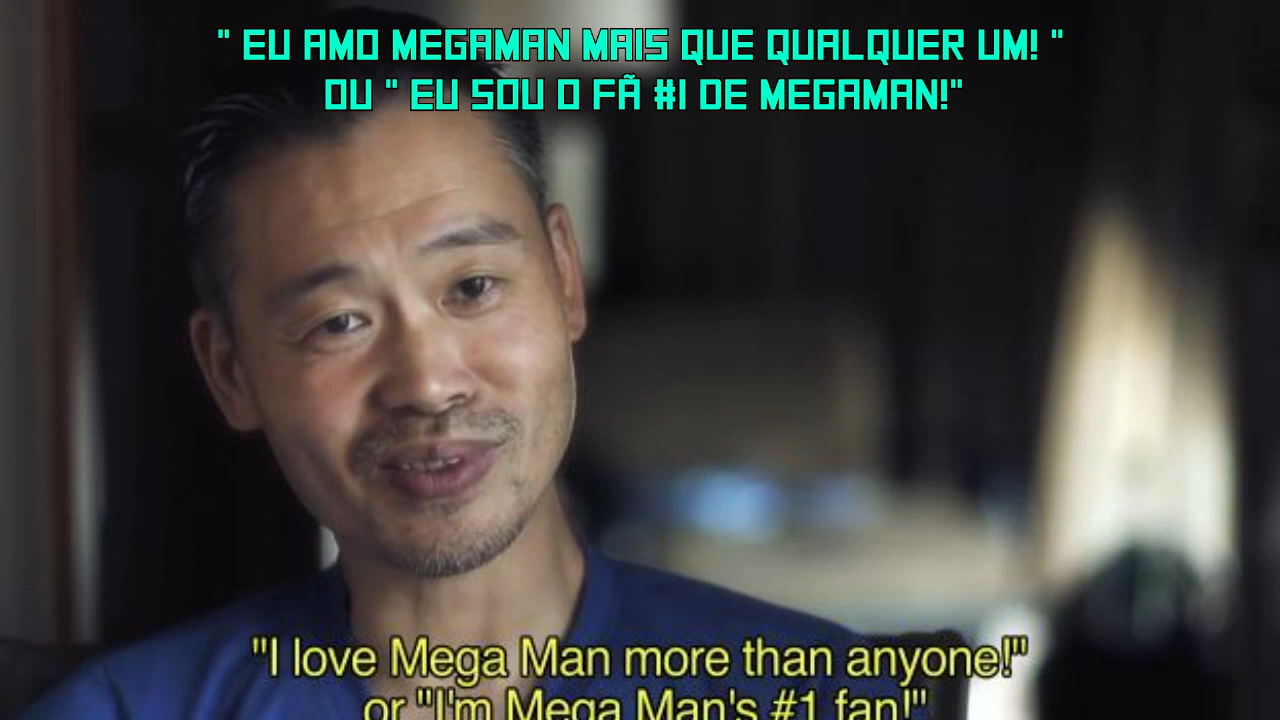 " EU AMO MEGAMAN MAIS QUE QUALQUER UM! "
OU " EU SOU O FÃ #1 DE MEGAMAN!"
"I love Mega Man more than anyone!"
or "I'm Mega Man's #1 fan!"